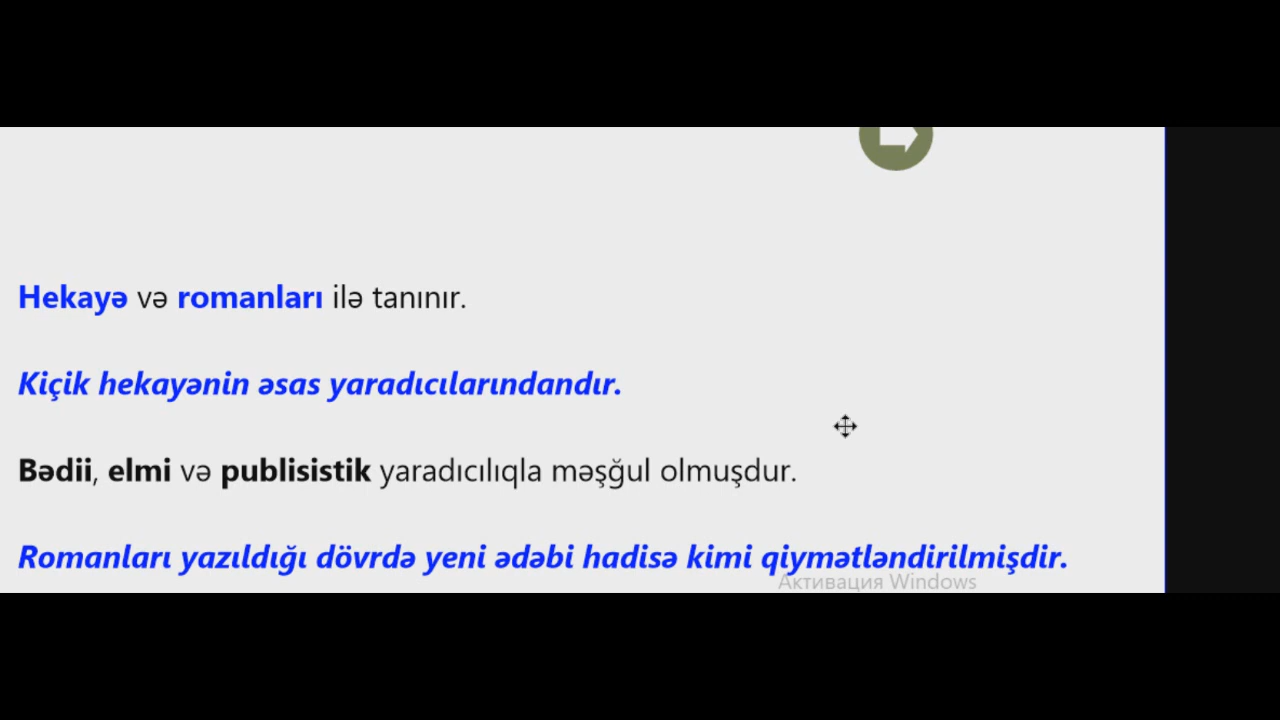 Hekayə və romanları ilə tanınır.
Kiçik hekayənin əsas yaradıcılarındandır.
Bədii, elmi və publisistik yaradıcılıqla məşğul olmuşdur.
Romanları yazıldığı dövrdə yeni ədəbi hadisə kimi qiymətləndirilmişdir.
Активация Windows